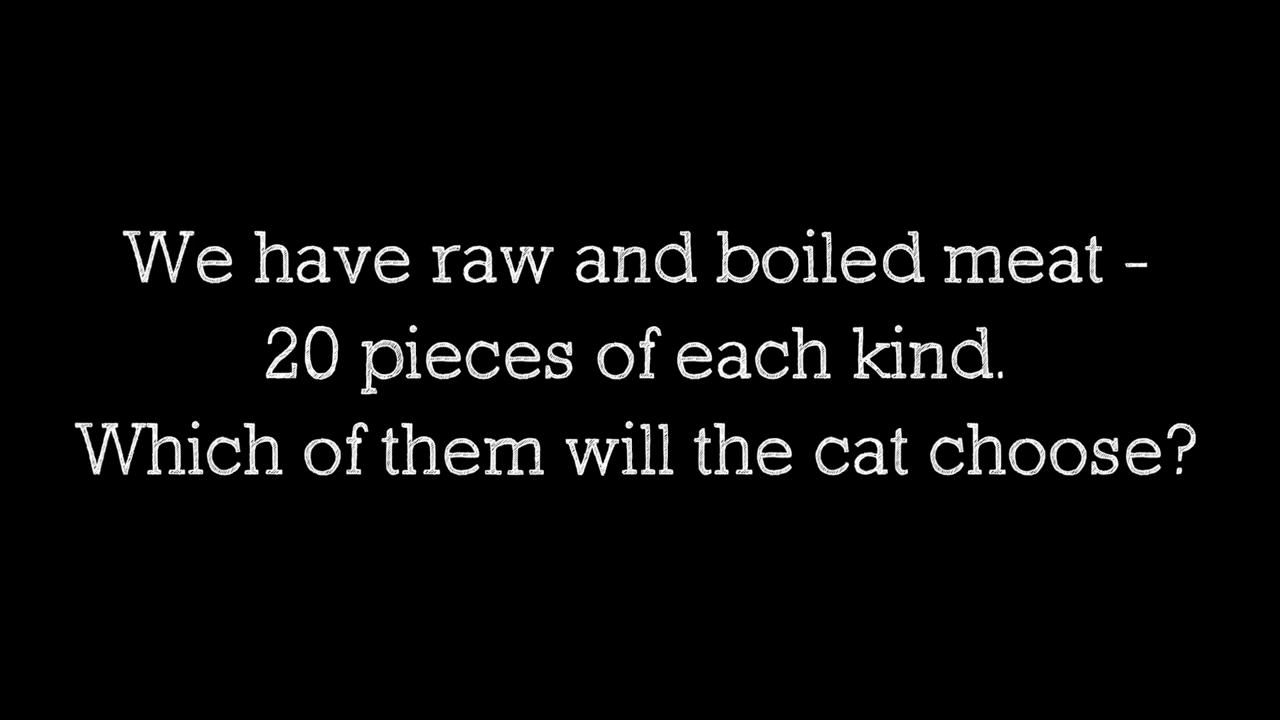 We have raw and boiled meat -
20 pieces of each kind.
Which of them will the cat choose?